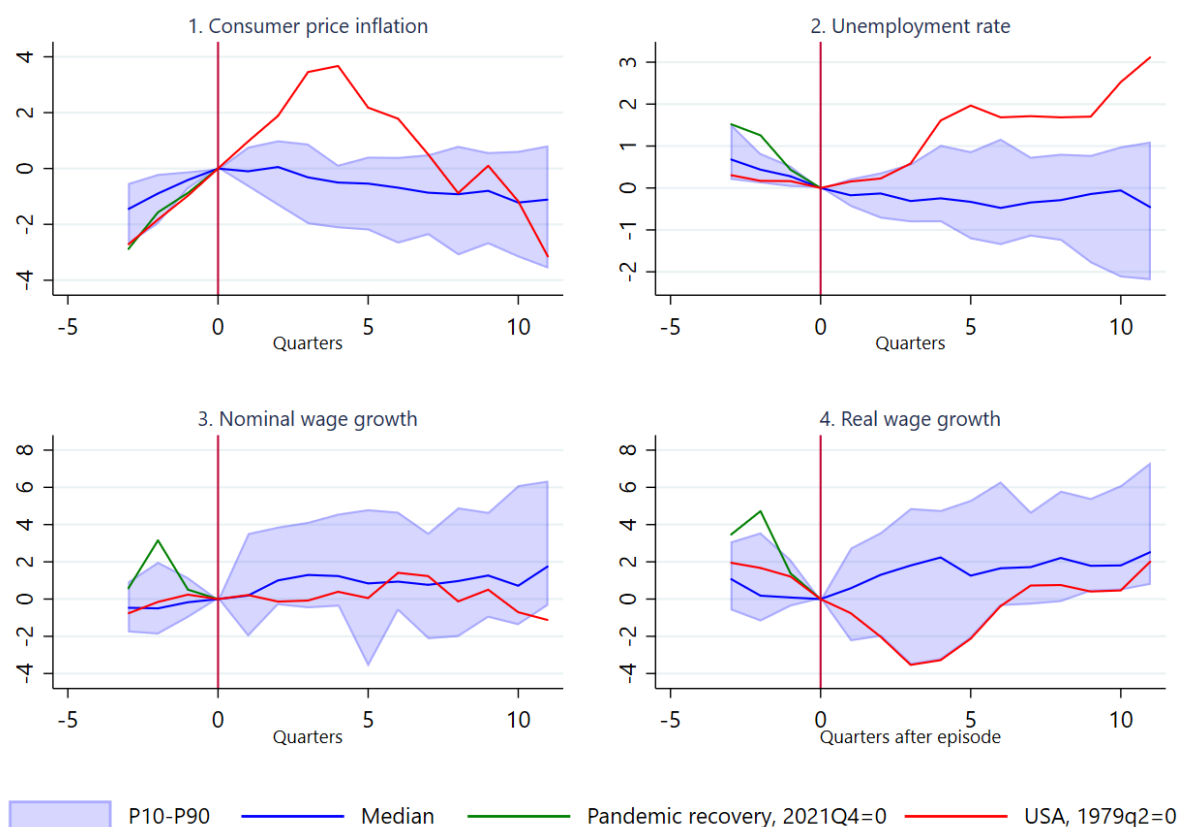 1. Consumer price inflation
4
2
0
-2
-4
-5 0 5 10
Quarters
2. Unemployment rate
3
2
1
0
-1
-2
-5 0 5 10
Quarters
3. Nominal wage growth
8
6
4
2
0
-2
-4
-5 0 5 10
Quarters
4. Real wage growth
8
6
4
2
0
-2
-4
-5 0 5 10
Quarters after episode
P10-P90 Median Pandemic recovery, 2021Q4=0 USA, 1979q2=0